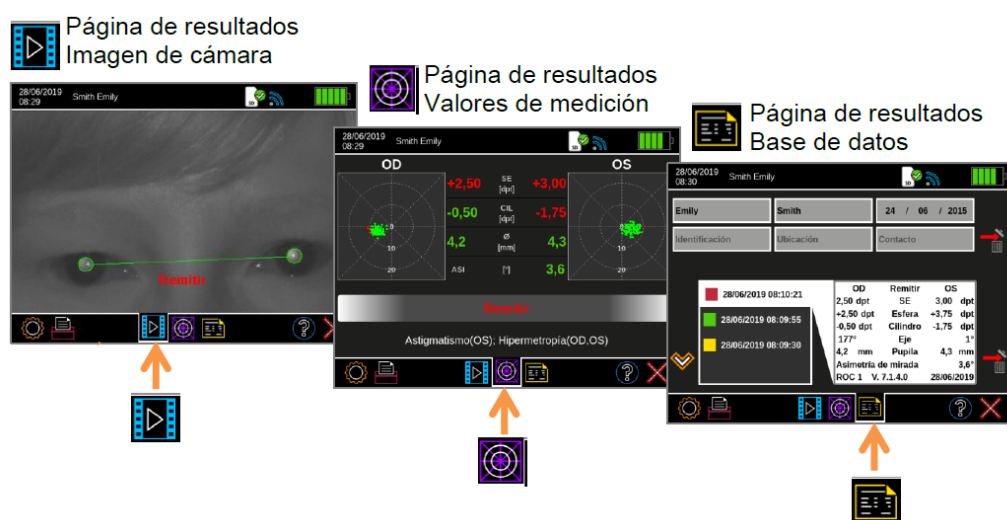 Página de resultados
Imagen de cámara
28/06/2019
08:29
Smith Emily
Remitir
Página de resultados
Valores de medición
28/06/2019
08:29
Smith Emily
OD
OS
+2,50 SE [dpt] +3,00
-0,50 CIL [dpt] -1,75
4,2 Ø [mm] 4,3
ASI [°] 3,6
0
10
20
0
10
20
Remitir
Astigmatismo(OS); Hipermetropía(OD,OS)
Página de resultados
Base de datos
28/06/2019
08:30
Smith Emily
Emily Smith 24 / 06 / 2015
Identificación Ubicación Contacto
28/06/2019 08:10:21
28/06/2019 08:09:55
28/06/2019 08:09:30
OD Remitir OS
2,50 dpt SE 3,00 dpt
+2,50 dpt Esfera +3,75 dpt
-0,50 dpt Cilindro -1,75 dpt
177° Eje 1°
4,2 mm Pupila 4,3 mm
Asimetría de mirada 3,6°
ROC 1 V. 7.1.4.0 28/06/2019